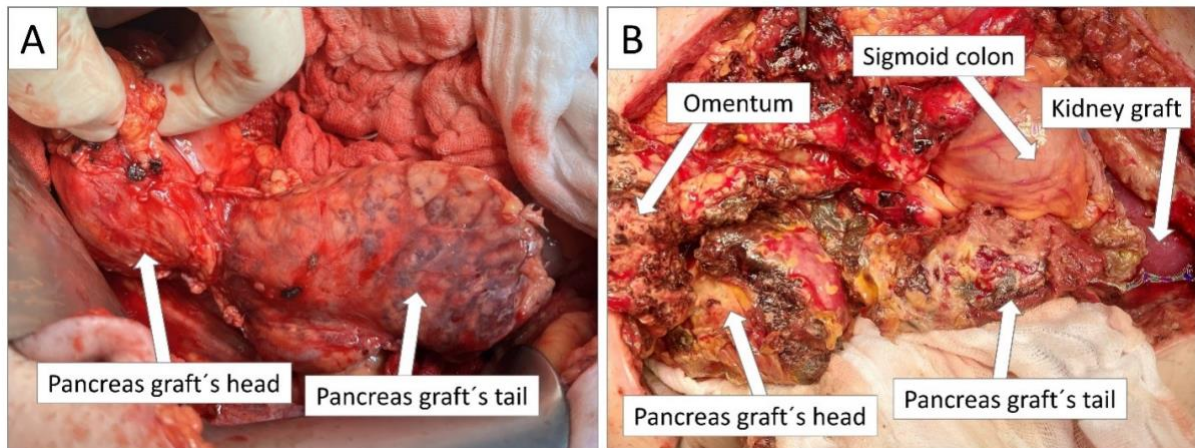 A
Pancreas graft´s head
Pancreas graft´s tail
B
Sigmoid colon
Omentum
Kidney graft
Pancreas graft´s head
Pancreas graft´s tail